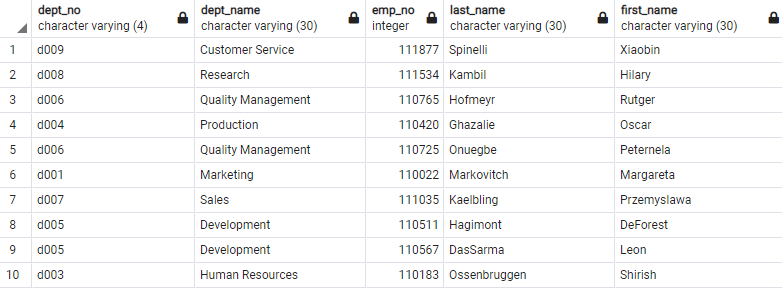 dept_no dept_name emp_no last_name first_name
character varying (4) character varying (30) integer character varying (30) character varying (30)
1 d009 Customer Service 111877 Spinelli Xiaobin
2 d008 Research 111534 Kambil Hilary
3 d006 Quality Management 110765 Hofmeyr Rutger
4 d004 Production 110420 Ghazalie Oscar
5 d006 Quality Management 110725 Onuegbe Peternela
6 d001 Marketing 110022 Markovitch Margareta
7 d007 Sales 111035 Kaelbling Przemyslawa
8 d005 Development 110511 Hagimont DeForest
9 d005 Development 110567 DasSarma Leon
10 d003 Human Resources 110183 Ossenbruggen Shirish